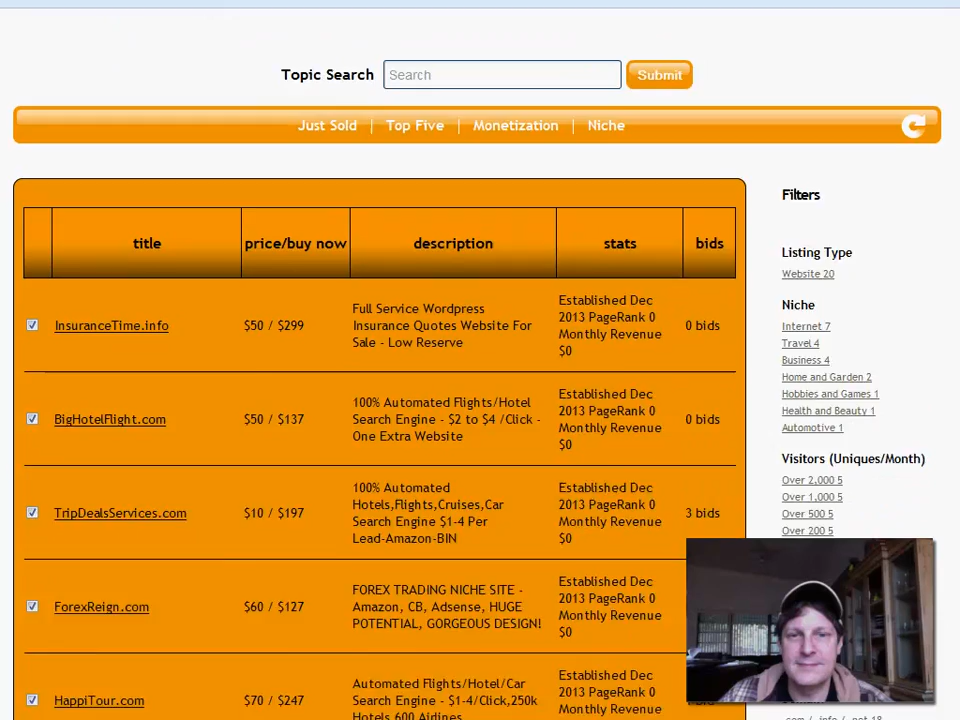 Topic Search
Search
Submit
Just Sold | Top Five | Monetization | Niche
title
price/buy now
description
stats
bids
InsuranceTime.info
$50 / $299
Full Service Wordpress
Insurance Quotes Website For
Sale - Low Reserve
Established Dec
2013 PageRank 0
Monthly Revenue
$0
0 bids
BigHotelFlight.com
$50 / $137
100% Automated Flights/Hotel
Search Engine - $2 to $4 /Click -
One Extra Website
Established Dec
2013 PageRank 0
Monthly Revenue
$0
0 bids
TripDealsServices.com
$10 / $197
100% Automated
Hotels,Flights,Cruises,Car
Search Engine $1-4 Per
Lead-Amazon-BIN
Established Dec
2013 PageRank 0
Monthly Revenue
$0
3 bids
ForexReign.com
$60 / $127
FOREX TRADING NICHE SITE -
Amazon, CB, Adsense, HUGE
POTENTIAL, GORGEOUS DESIGN!
Established Dec
2013 PageRank 0
Monthly Revenue
$0
HappiTour.com
$70 / $247
Automated Flights/Hotel/Car
Search Engine - $1-4/Click,250k
Hotels,600 Airlines
Established Dec
2013 PageRank 0
Monthly Revenue
Filters
Listing Type
Website 20
Niche
Internet 7
Travel 4
Business 4
Home and Garden 2
Hobbies and Games 1
Health and Beauty 1
Automotive 1
Visitors (Uniques/Month)
Over 2,000 5
Over 1,000 5
Over 500 5
Over 200 5
.com / .info / .net 18